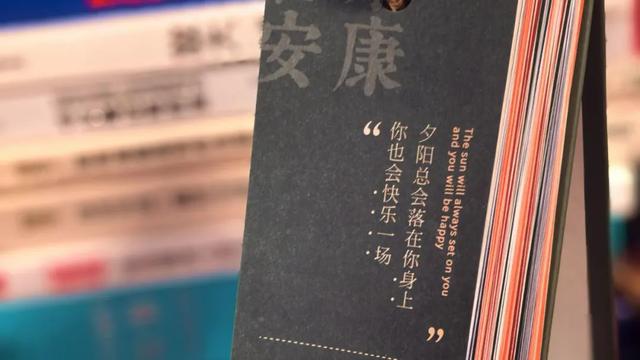 安康
The sun will always set on you
and you will be happy
“夕阳总会落在你身上
你也会快乐一场”